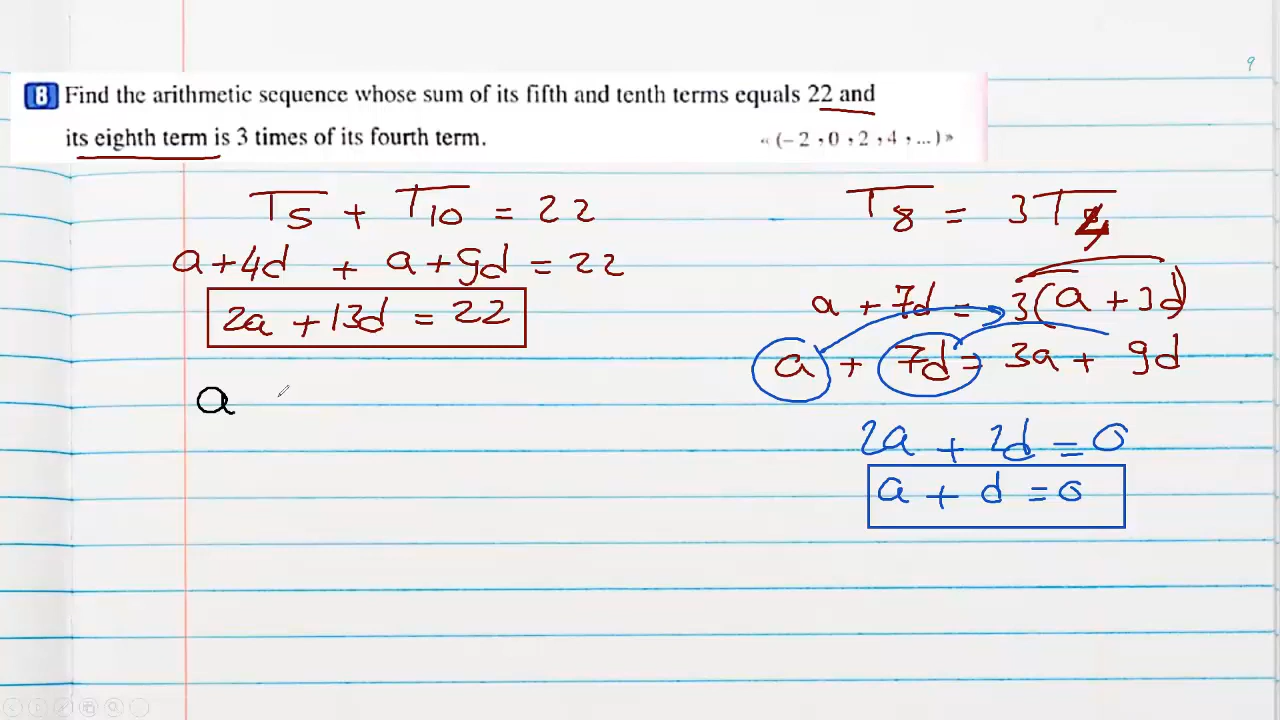 9
8 Find the arithmetic sequence whose sum of its fifth and tenth terms equals 22 and
its eighth term is 3 times of its fourth term. « (– 2 , 0 , 2 , 4 , ...) »
T5 + T10 = 22
a+4d + a+9d = 22
2a + 13d = 22
a
T8 = 3T4
a + 7d = 3(a + 3d)
a + 7d = 3a + 9d
2a + 2d = 0
a + d = 0